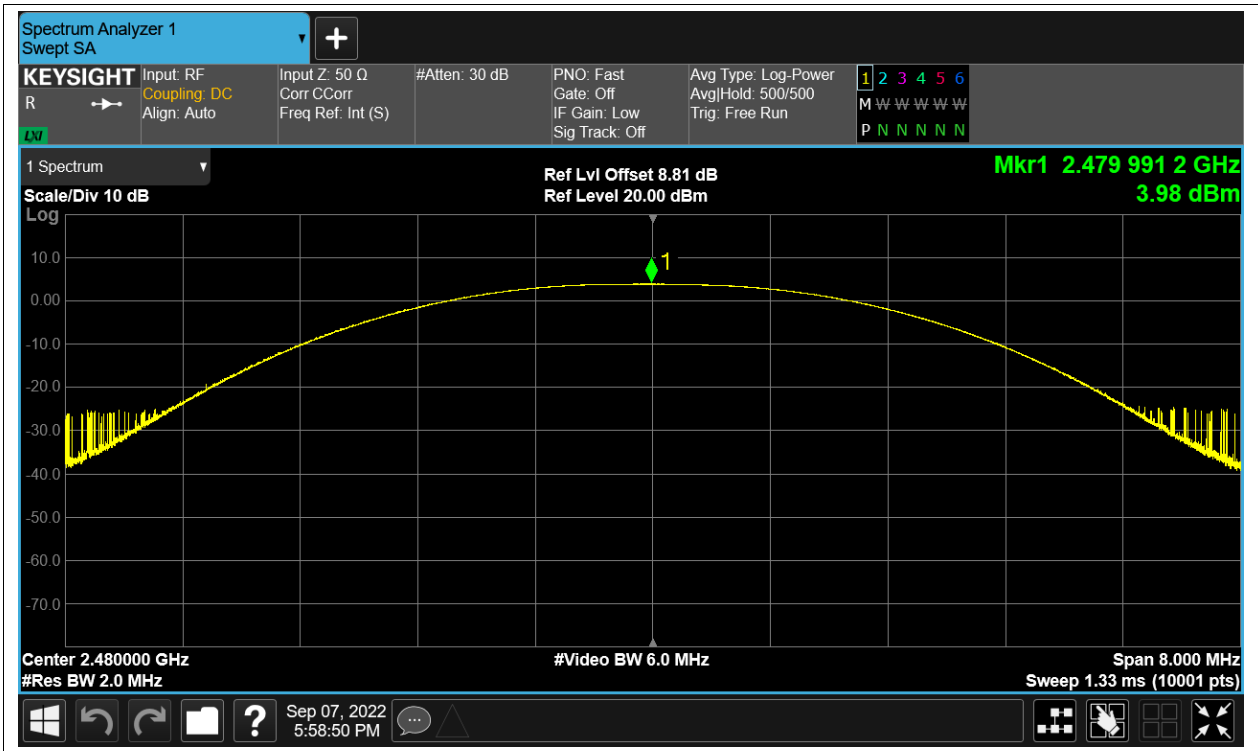 Spectrum Analyzer 1
Swept SA
KEYSIGHT
R
LXI
Input: RF
Coupling: DC
Align: Auto
Input Z: 50 Ω
Corr CCorr
Freq Ref: Int (S)
#Atten: 30 dB
PNO: Fast
Gate: Off
IF Gain: Low
Sig Track: Off
Avg Type: Log-Power
Avg|Hold: 500/500
Trig: Free Run
1 2 3 4 5 6
M W W W W W W
P N N N N N N
1 Spectrum
Scale/Div 10 dB
Log
Ref Lvl Offset 8.81 dB
Ref Level 20.00 dBm
Mkr1 2.479 991 2 GHz
3.98 dBm
1
10.0
0.00
-10.0
-20.0
-30.0
-40.0
-50.0
-60.0
-70.0
Center 2.480000 GHz
#Res BW 2.0 MHz
#Video BW 6.0 MHz
Span 8.000 MHz
Sweep 1.33 ms (10001 pts)
?
Sep 07, 2022
5:58:50 PM